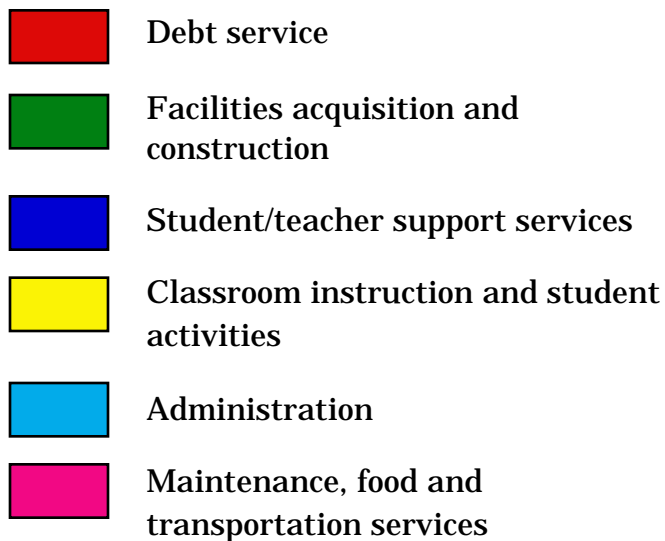 Debt service
Facilities acquisition and
construction
Student/teacher support services
Classroom instruction and student
activities
Administration
Maintenance, food and
transportation services